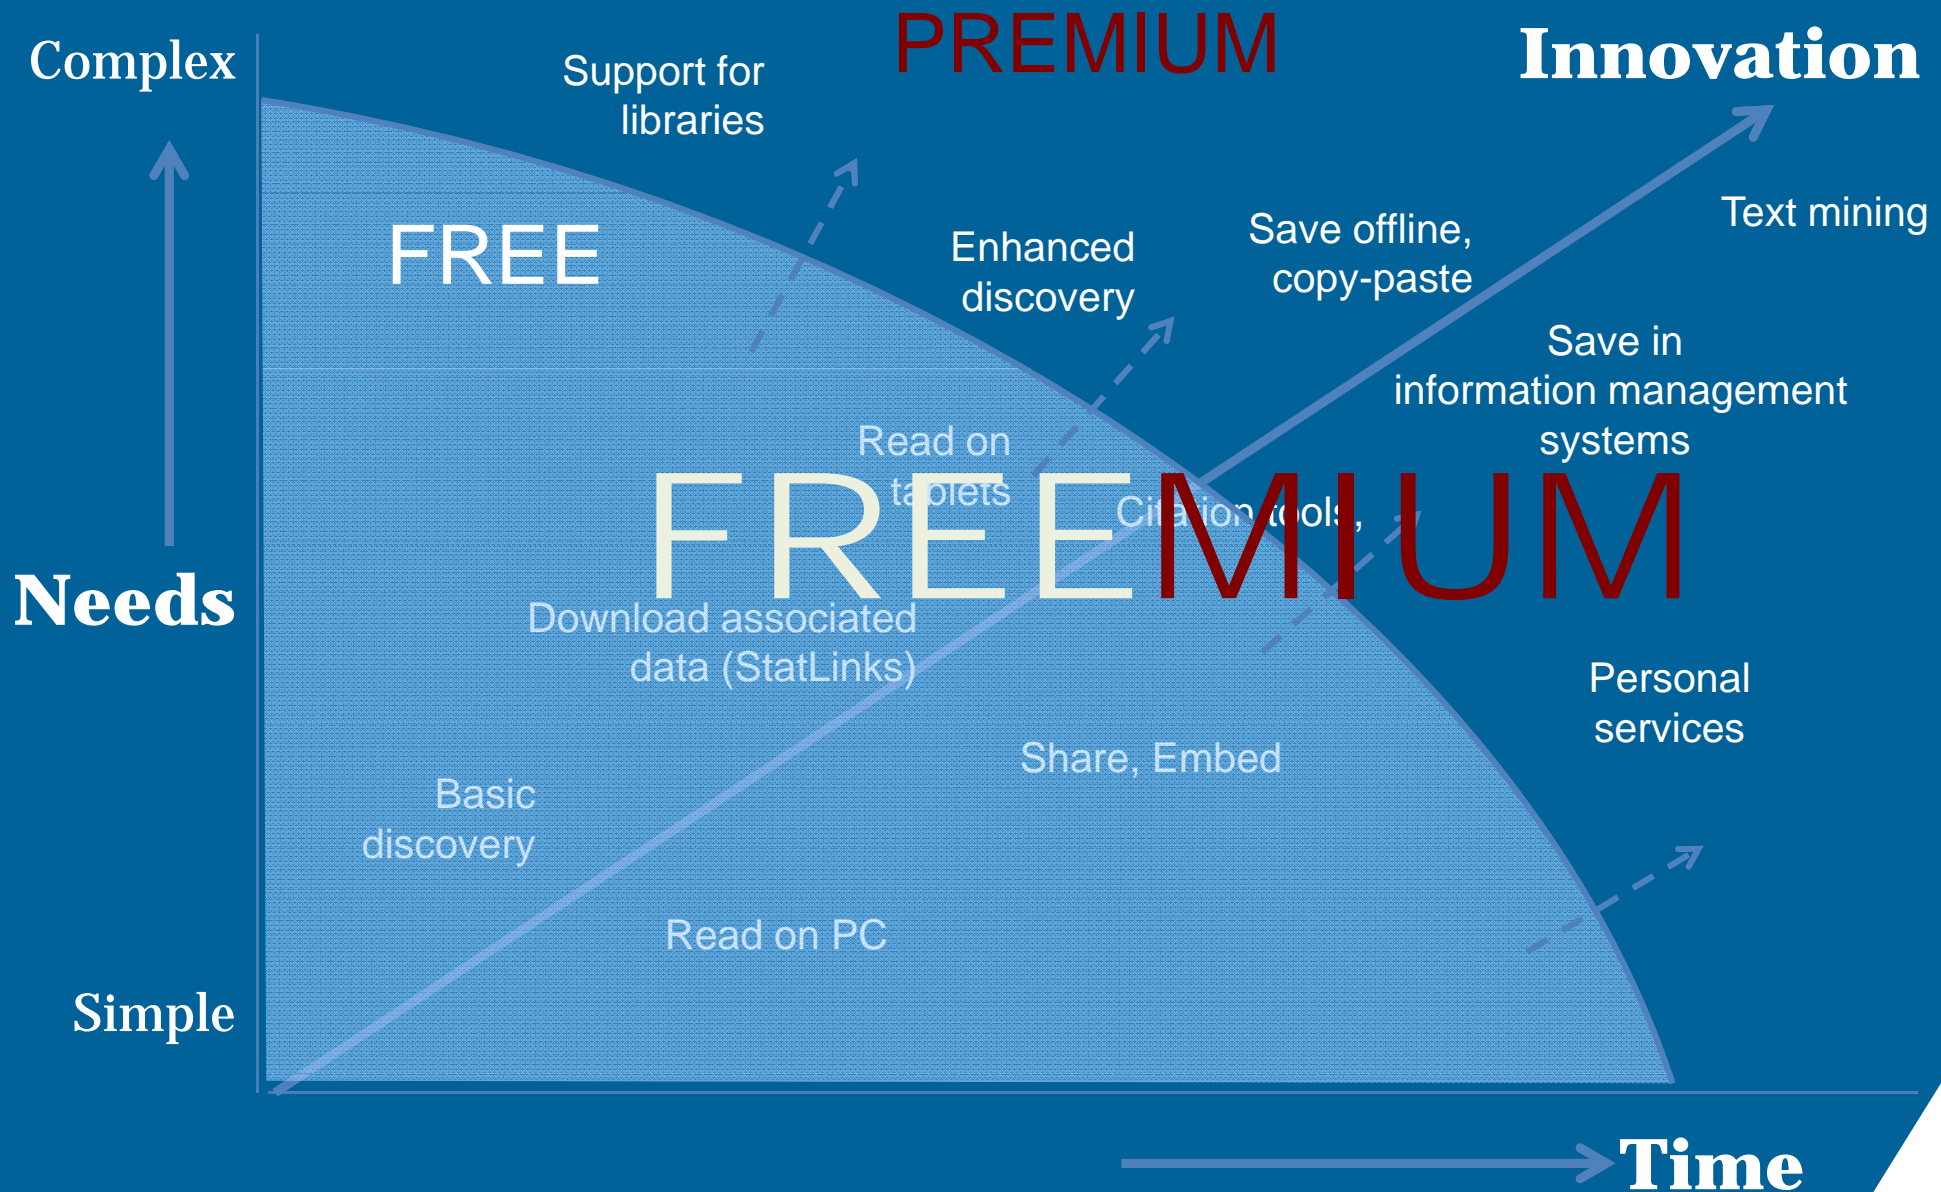 PREMIUM
Innovation
Complex
Support for
libraries
Text mining
FREE
Enhanced
discovery
Save offline,
copy-paste
Save in
information management
systems
Read on
tablets
FREEMIUM
Citation tools,
Needs
Download associated
data (StatLinks)
Personal
services
Share, Embed
Basic
discovery
Read on PC
Simple
Time